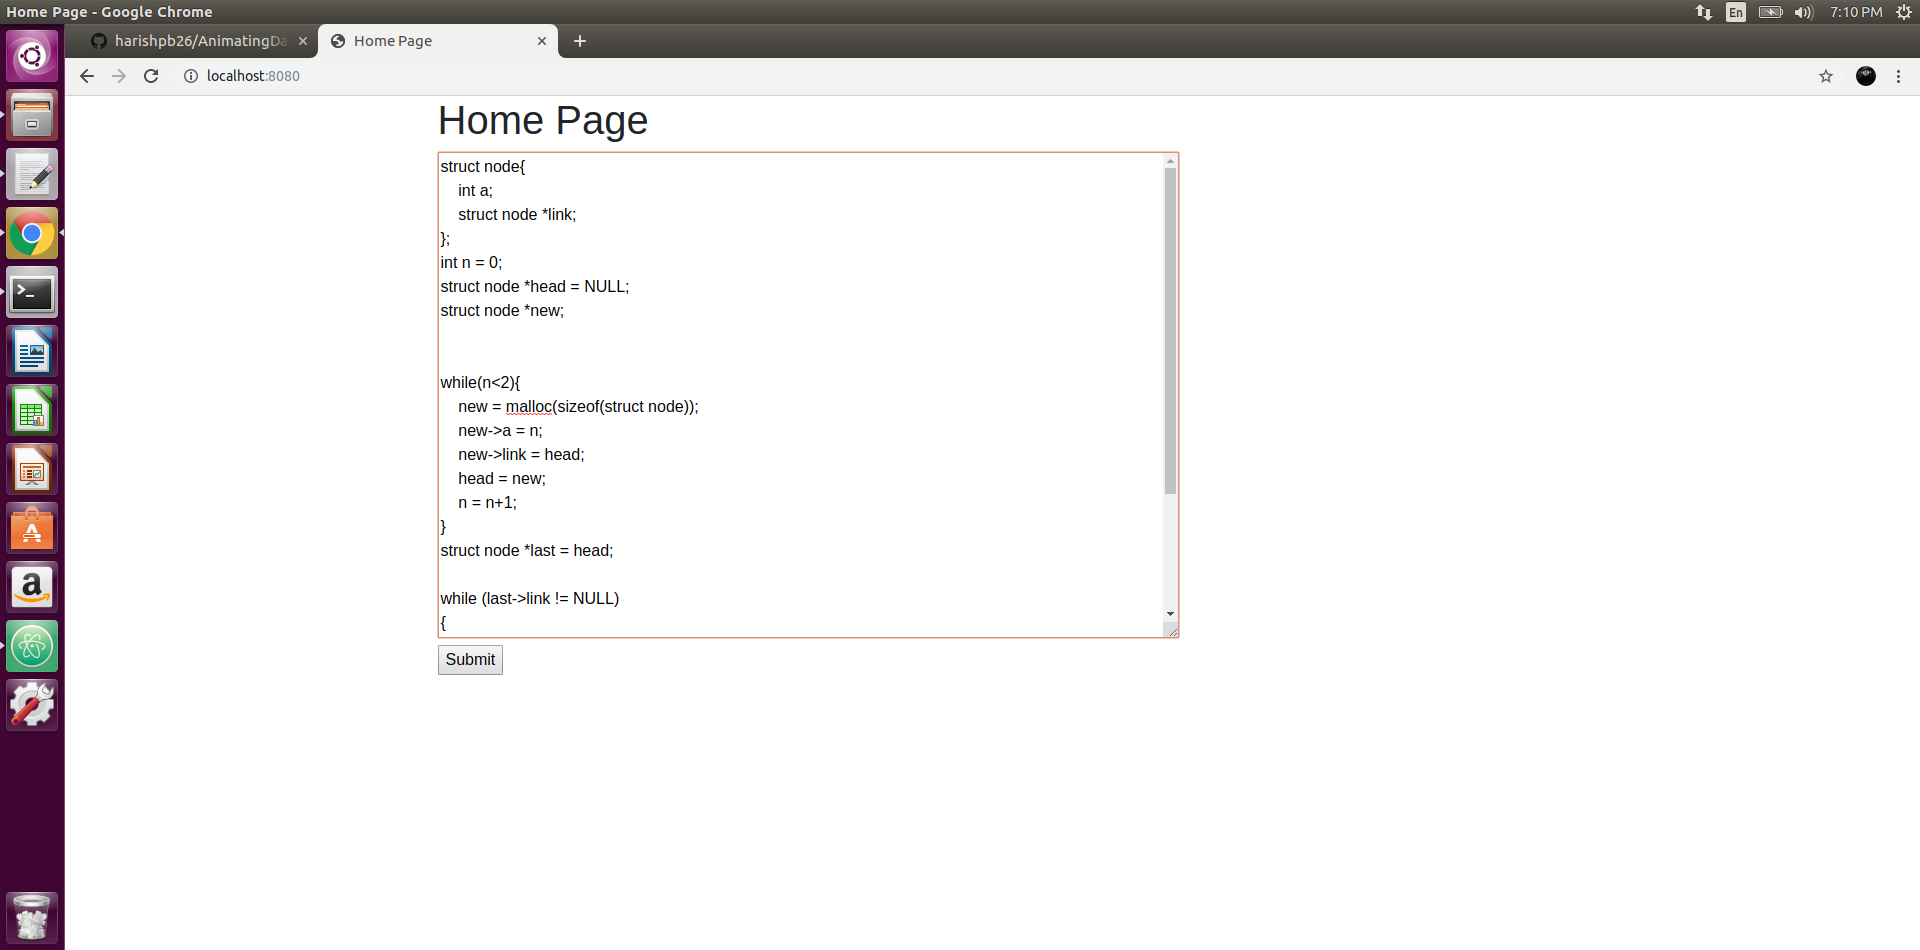 Home Page - Google Chrome
En
7:10 PM
harishpb26/AnimatingDa
Home Page
localhost:8080
Home Page
struct node{
    int a;
    struct node *link;
};
int n = 0;
struct node *head = NULL;
struct node *new;
while(n<2){
    new = malloc(sizeof(struct node));
    new->a = n;
    new->link = head;
    head = new;
    n = n+1;
}
struct node *last = head;
while (last->link != NULL)
{
Submit